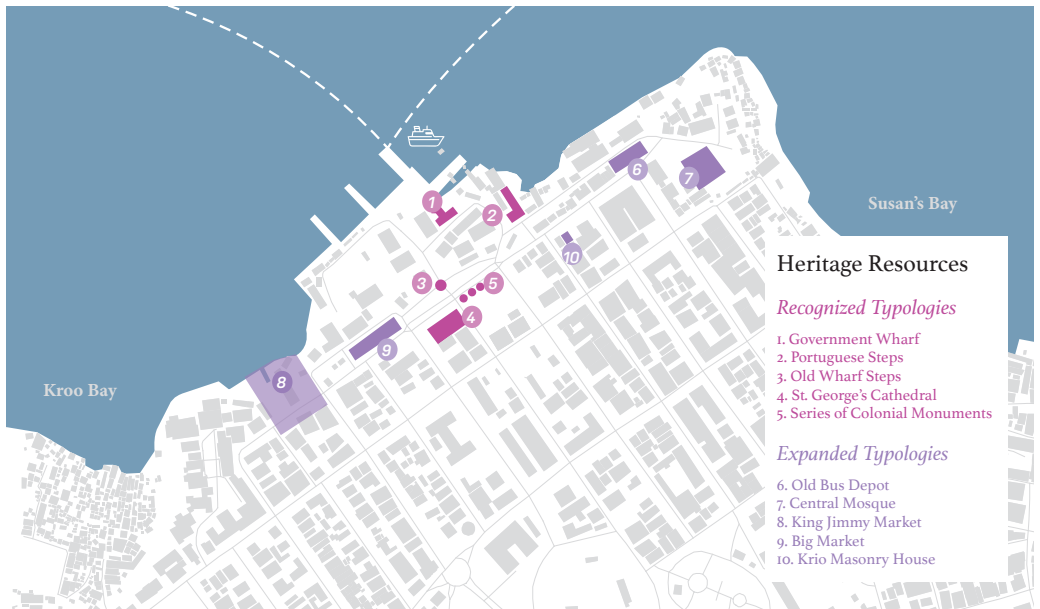 1
2
6
7
Susan's Bay
10
3
5
4
9
8
Kroo Bay
Heritage Resources
Recognized Typologies
1. Government Wharf
2. Portuguese Steps
3. Old Wharf Steps
4. St. George's Cathedral
5. Series of Colonial Monuments
Expanded Typologies
6. Old Bus Depot
7. Central Mosque
8. King Jimmy Market
9. Big Market
10. Krio Masonry House